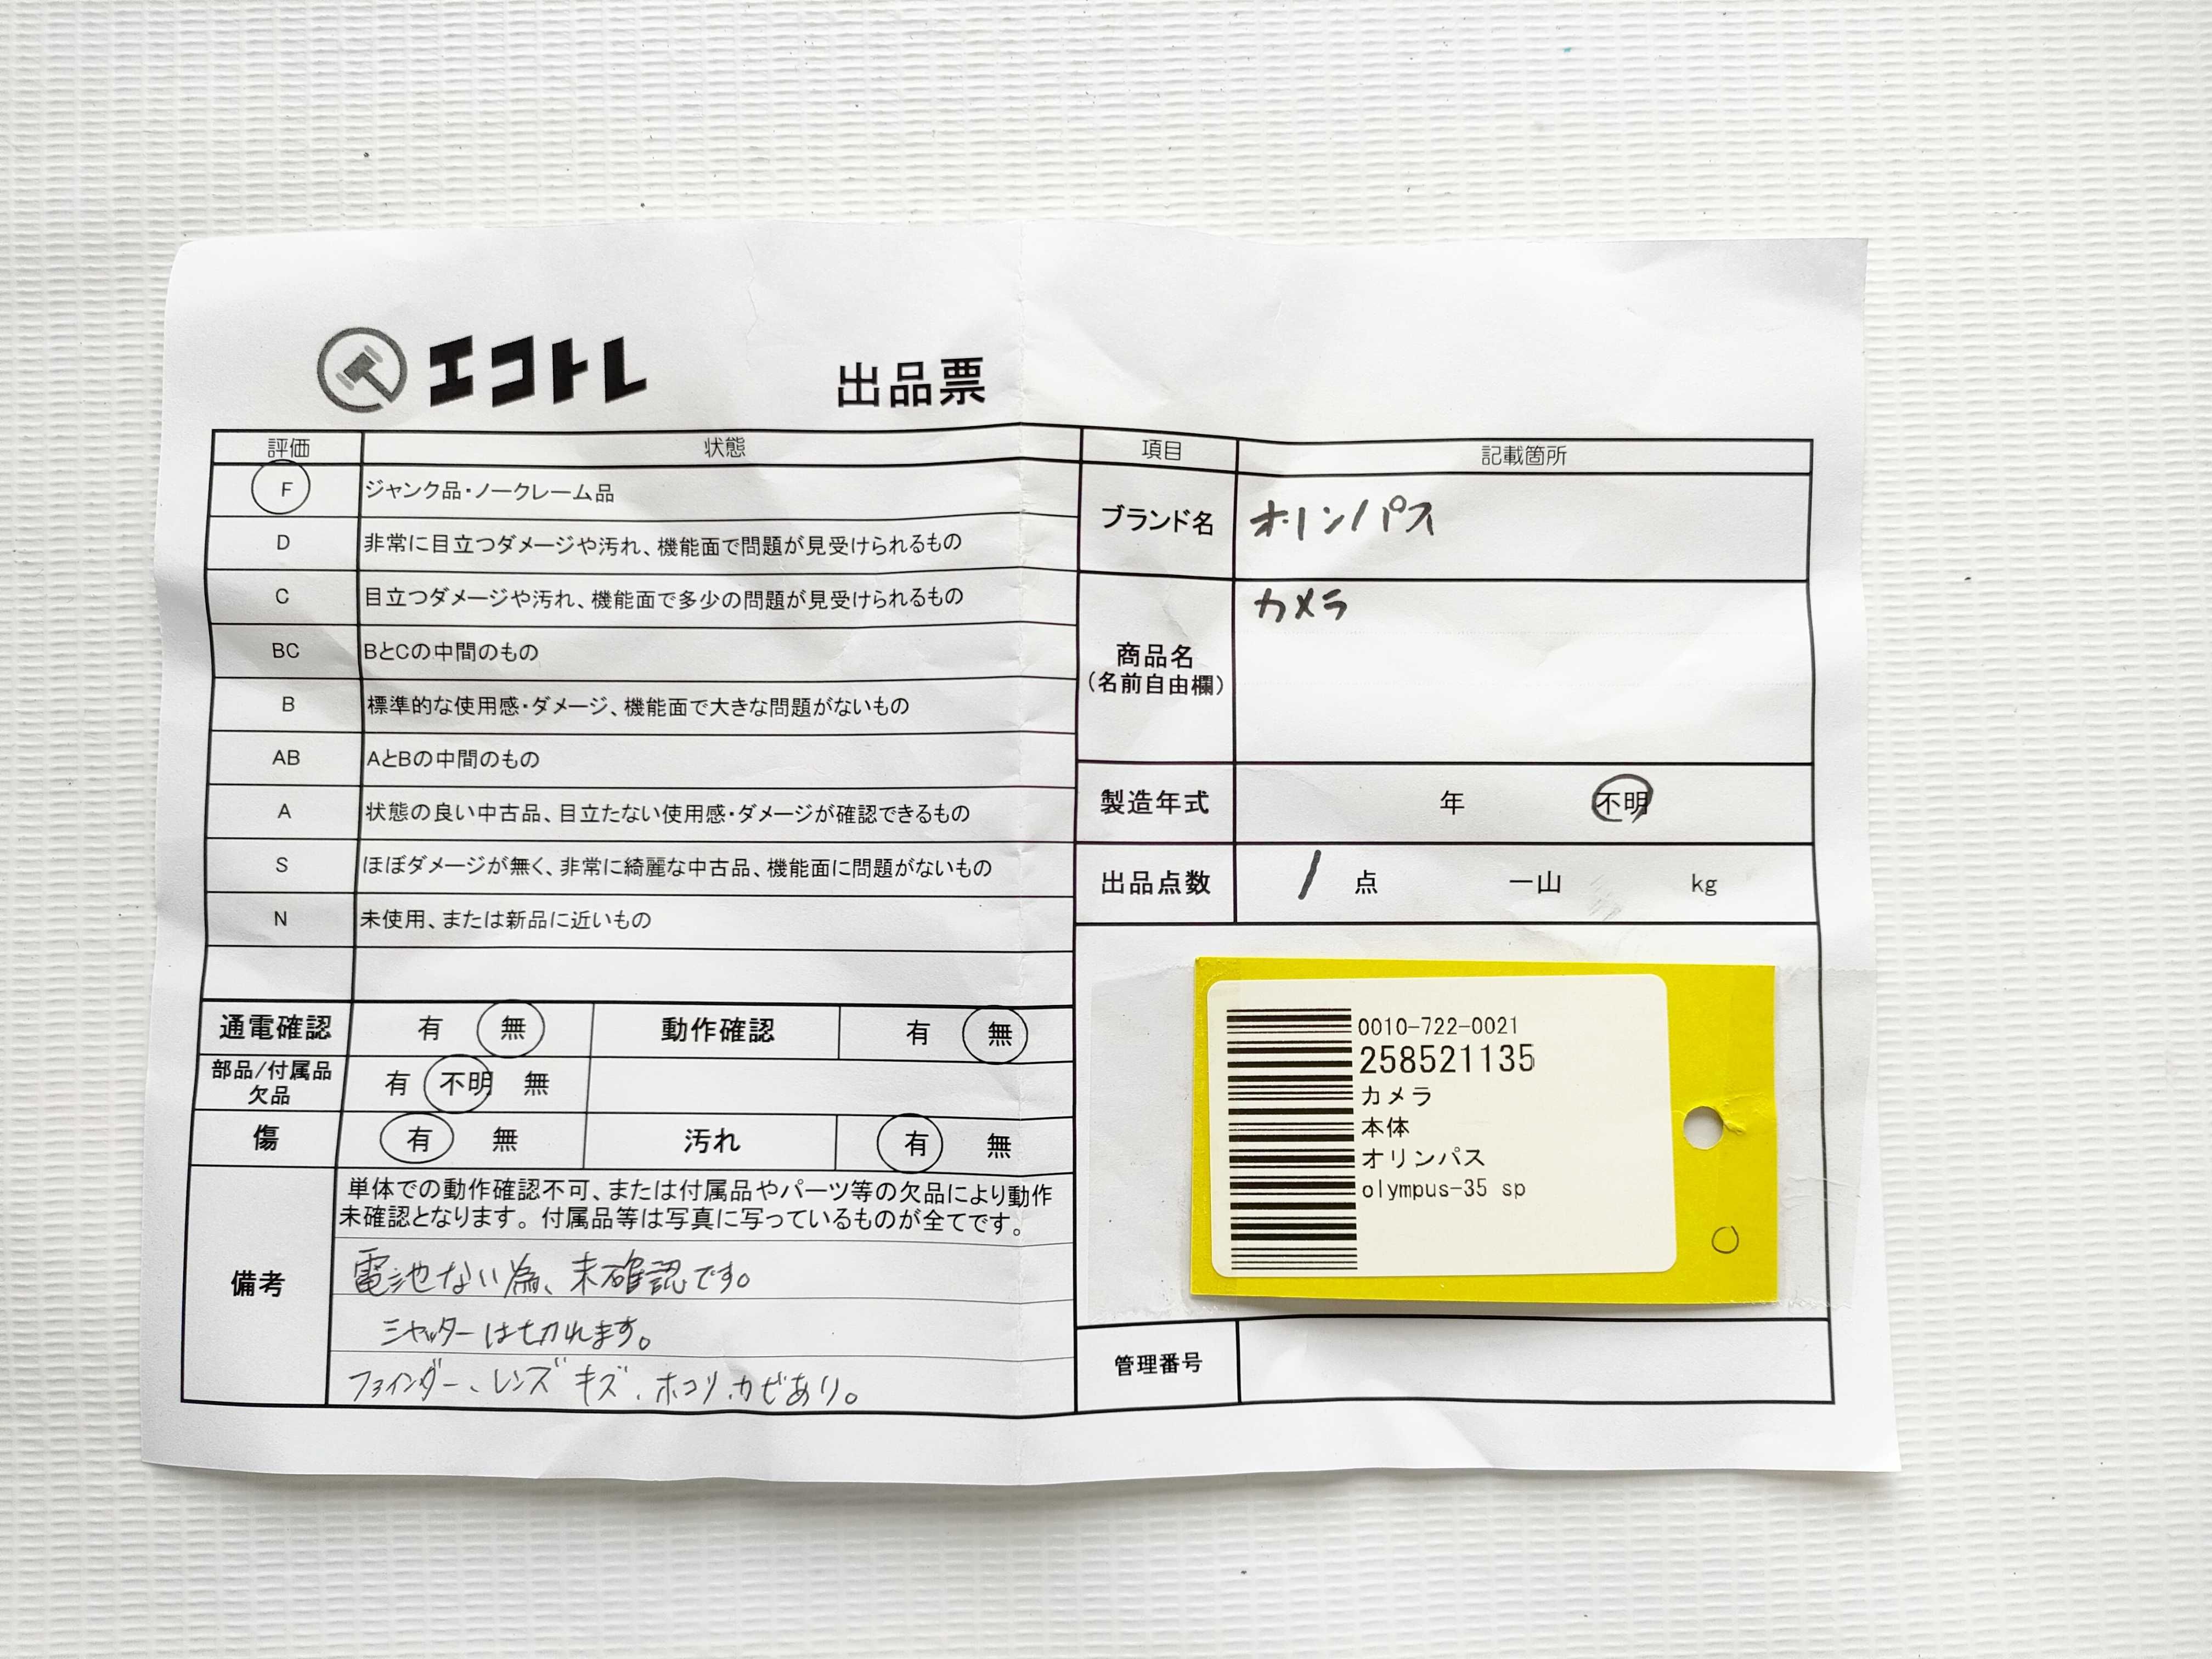 エコトレ 出品票
評価 状態
F ジャンク品・ノークレーム品
D 非常に目立つダメージや汚れ、機能面で問題が見受けられるもの
C 目立つダメージや汚れ、機能面で多少の問題が見受けられるもの
BC BとCの中間のもの
B 標準的な使用感・ダメージ、機能面で大きな問題がないもの
AB AとBの中間のもの
A 状態の良い中古品、目立たない使用感・ダメージが確認できるもの
S ほぼダメージが無く、非常に綺麗な中古品、機能面に問題がないもの
N 未使用、または新品に近いもの
通電確認 有 無 動作確認 有 無
部品/付属品
欠品 有 不明 無
傷 有 無 汚れ 有 無
備考
単体での動作確認不可、または付属品やパーツ等の欠品により動作
未確認となります。付属品等は写真に写っているものが全てです。
電池ない為、未確認です。
シャッターは切れます。
ファインダー、レンズキズ、ホコリ、カビあり。
項目 記載箇所
ブランド名 オリンパス
商品名
(名前自由欄)
カメラ
製造年式 年 不明
出品点数 1 点 一山 kg
0010-722-0021
258521135
カメラ
本体
オリンパス
olympus-35 sp
管理番号